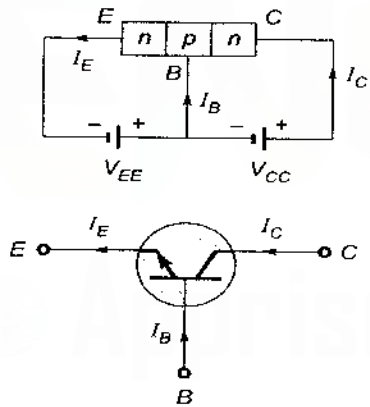 E
C
n p n
I_E
B
I_B
I_C
− + − +
V_EE
V_CC
I_E
I_C
E
C
I_B
B